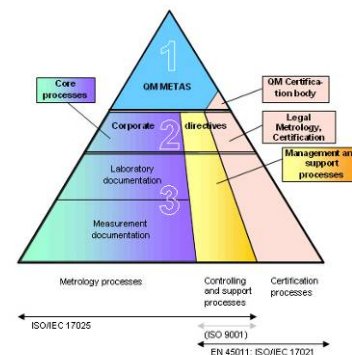 1
QM METAS
QM Certifica-
tion body
Core
processes
Corporate
2
directives
Legal
Metrology,
Certification
Management and
support
processes
Laboratory
documentation
3
Measurement
documentation
Metrology processes
Controlling
and support
processes
Certification
processes
ISO/IEC 17025
(ISO 9001)
EN 45011; ISO/IEC 17021